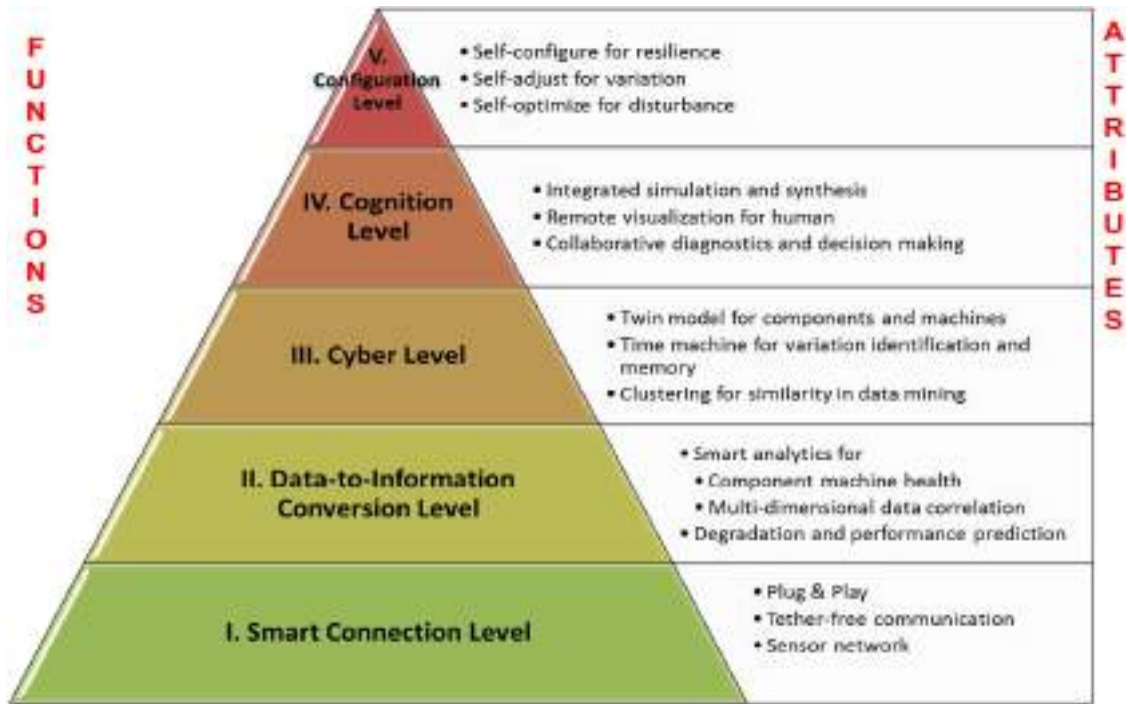 FUNCTIONS
ATTRIBUTES
V.
Configuration
Level
• Self-configure for resilience
• Self-adjust for variation
• Self-optimize for disturbance
IV. Cognition
Level
• Integrated simulation and synthesis
• Remote visualization for human
• Collaborative diagnostics and decision making
III. Cyber Level
• Twin model for components and machines
• Time machine for variation identification and
memory
• Clustering for similarity in data mining
II. Data-to-Information
Conversion Level
• Smart analytics for
• Component machine health
• Multi-dimensional data correlation
• Degradation and performance prediction
I. Smart Connection Level
• Plug & Play
• Tether-free communication
• Sensor network